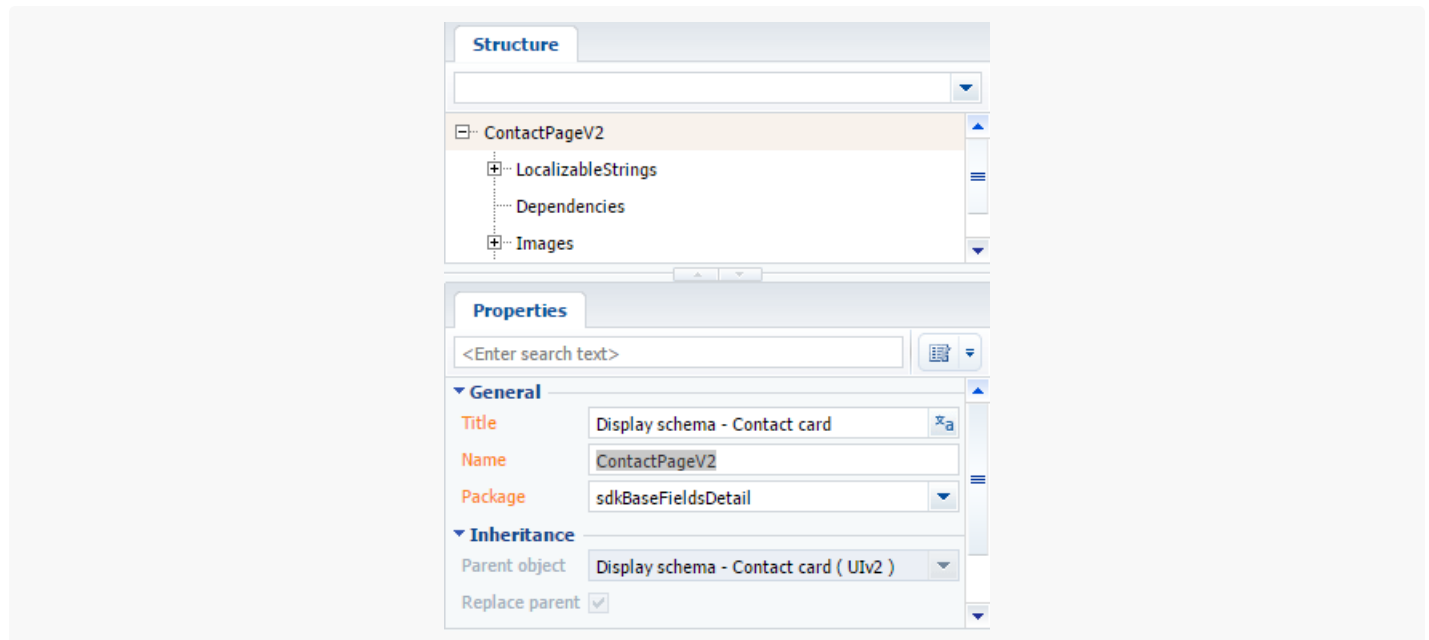 Structure
ContactPageV2
LocalizableStrings
Dependencies
Images
Properties
<Enter search text>
General
Title Display schema - Contact card xa
Name ContactPageV2
Package sdkBaseFieldsDetail
Inheritance
Parent object Display schema - Contact card ( UIv2 )
Replace parent